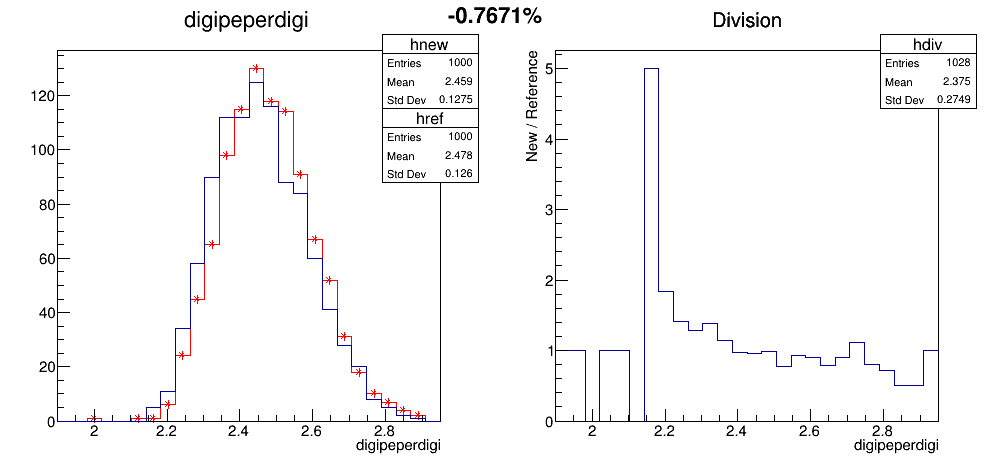 -0.7671%
digipeperdigi
hnew
Entries 1000
Mean 2.459
Std Dev 0.1275
href
Entries 1000
Mean 2.478
Std Dev 0.126
120
100
80
60
40
20
0
2 2.2 2.4 2.6 2.8
digipeperdigi
Division
hdiv
Entries 1028
Mean 2.375
Std Dev 0.2749
New / Reference
5
4
3
2
1
0
2 2.2 2.4 2.6 2.8
digipeperdigi